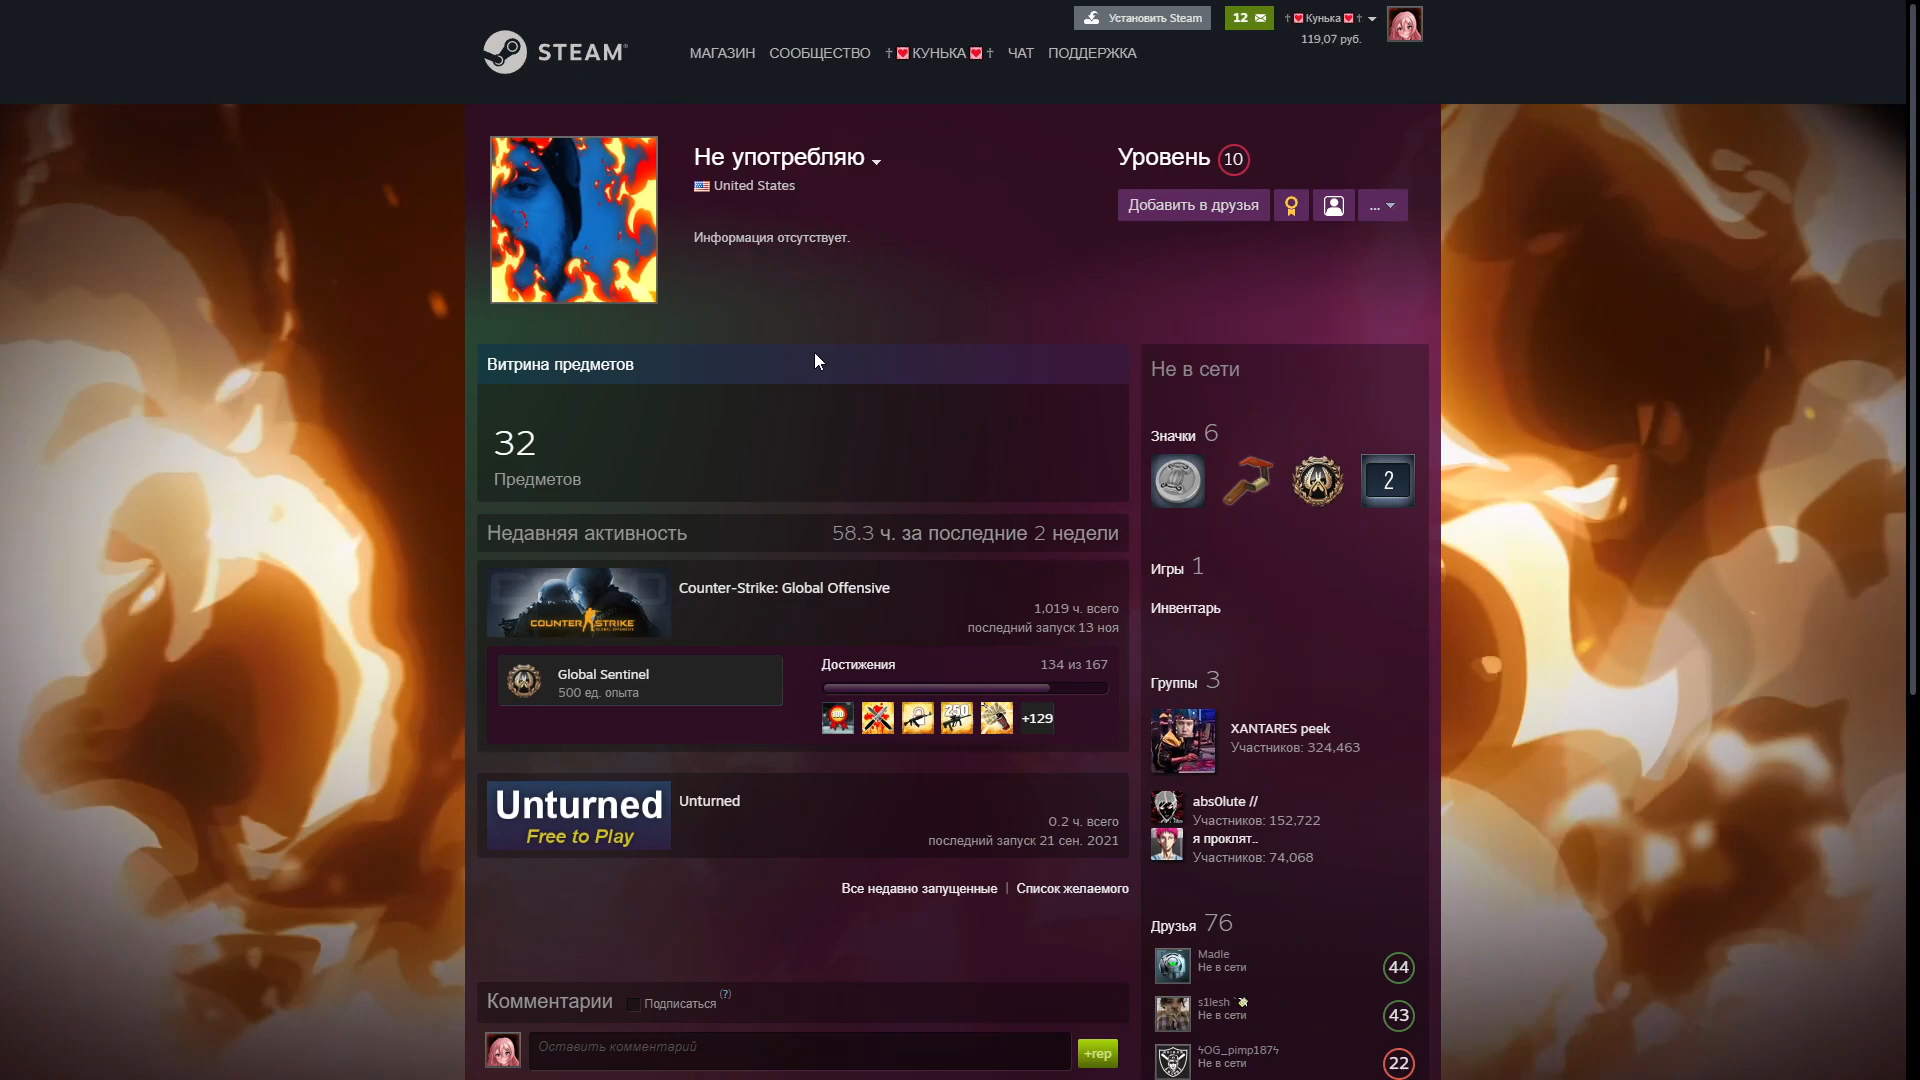 Установить Steam
12
† Кунька †
119,07 руб.
STEAM
МАГАЗИН СООБЩЕСТВО † КУНЬКА † ЧАТ ПОДДЕРЖКА
Не употребляю
United States
Информация отсутствует.
Уровень 10
Добавить в друзья
...
Витрина предметов
32
Предметов
Недавняя активность
58.3 ч. за последние 2 недели
COUNTER STRIKE
Counter-Strike: Global Offensive
1,019 ч. всего
последний запуск 13 ноя
Global Sentinel
500 ед. опыта
Достижения
134 из 167
250
+129
Unturned
Free to Play
Unturned
0.2 ч. всего
последний запуск 21 сен. 2021
Все недавно запущенные | Список желаемого
Комментарии
Подписаться (?)
Оставить комментарий
+rep
Не в сети
Значки 6
2
Игры 1
Инвентарь
Группы 3
XANTARES peek
Участников: 324,463
abs0lute //
Участников: 152,722
я проклят..
Участников: 74,068
Друзья 76
Madle
Не в сети
44
s1lesh `
Не в сети
43
ϟOG_pimp187ϟ
Не в сети
22